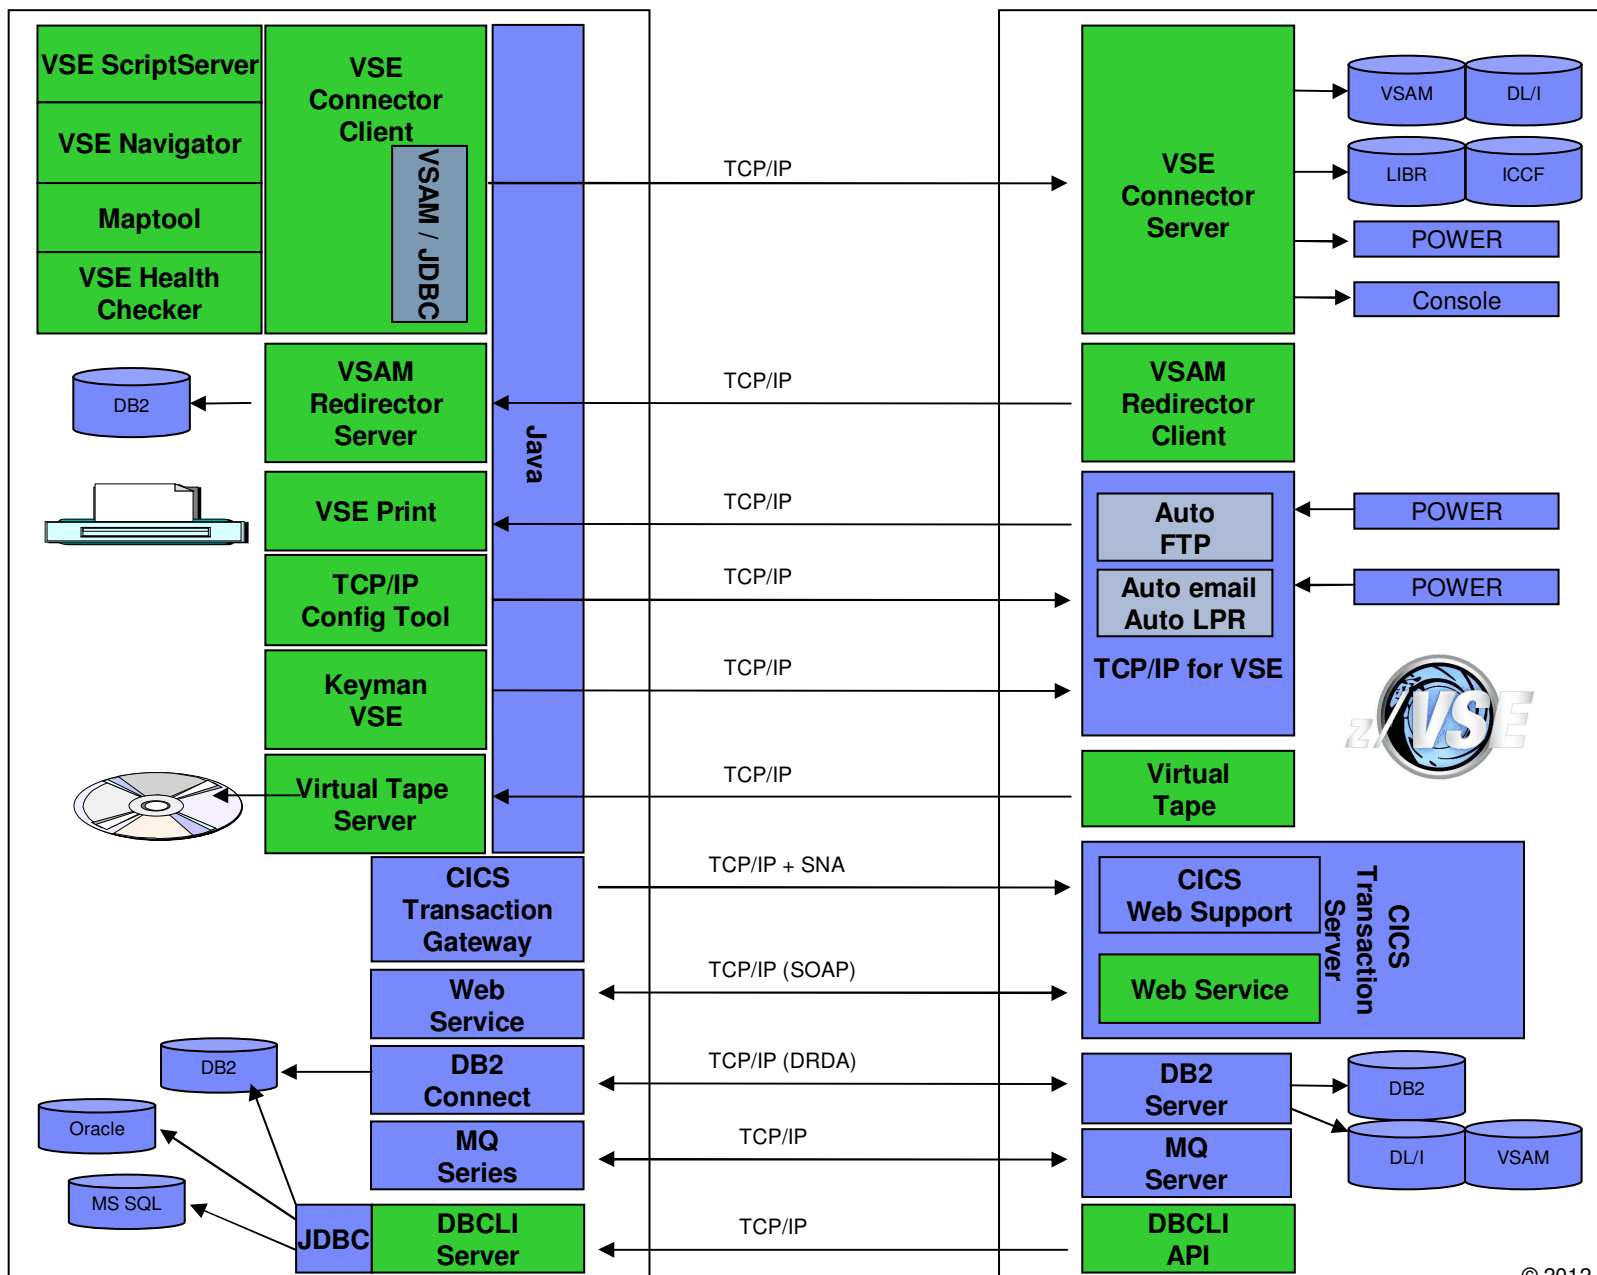 VSE ScriptServer
VSE Navigator
Maptool
VSE Health
Checker
VSE
Connector
Client
VSAM / JDBC
Java
TCP/IP
VSE
Connector
Server
VSAM
DL/I
LIBR
ICCF
POWER
Console
DB2
VSAM
Redirector
Server
TCP/IP
VSAM
Redirector
Client
VSE Print
TCP/IP
Auto
FTP
POWER
TCP/IP
Config Tool
TCP/IP
Auto email
Auto LPR
POWER
TCP/IP for VSE
Keyman
VSE
TCP/IP
z/VSE
Virtual Tape
Server
TCP/IP
Virtual
Tape
CICS
Transaction
Gateway
TCP/IP + SNA
CICS
Web Support
CICS
Transaction
Server
Web
Service
TCP/IP (SOAP)
Web Service
DB2
DB2
Connect
TCP/IP (DRDA)
DB2
Server
DB2
DL/I
VSAM
Oracle
MQ
Series
TCP/IP
MQ
Server
MS SQL
JDBC
DBCLI
Server
TCP/IP
DBCLI
API
© 2012